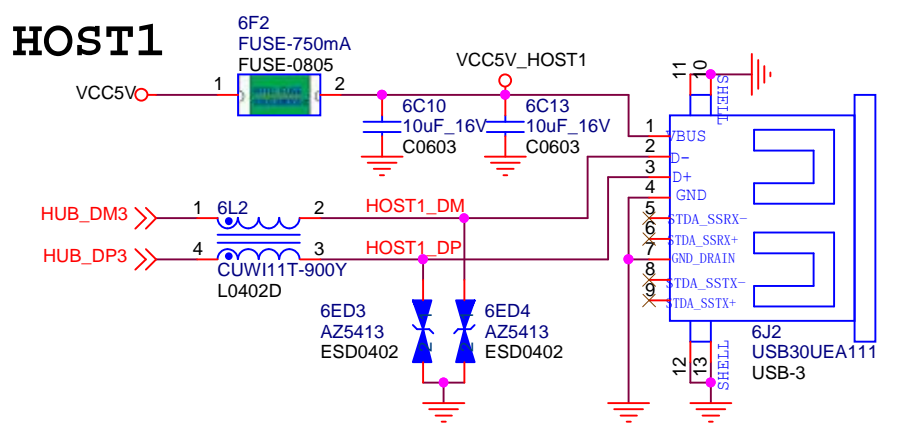 HOST1
6F2
FUSE-750mA
FUSE-0805
VCC5V
1
2
VCC5V_HOST1
6C10
10uF_16V
C0603
6C13
10uF_16V
C0603
11
10
SHELL
1
VBUS
2
D-
3
D+
4
GND
5
STDA_SSRX-
6
STDA_SSRX+
7
GND_DRAIN
8
STDA_SSTX-
9
STDA_SSTX+
HUB_DM3
1
6L2
2
HOST1_DM
HUB_DP3
4
3
HOST1_DP
CUWI11T-900Y
L0402D
6ED3
AZ5413
ESD0402
6ED4
AZ5413
ESD0402
12
13
SHELL
6J2
USB30UEA111
USB-3